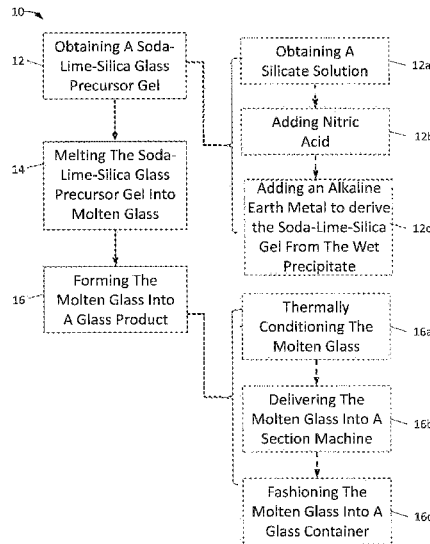 10
12
Obtaining A Soda-
Lime-Silica Glass
Precursor Gel
14
Melting The Soda-
Lime-Silica Glass
Precursor Gel Into
Molten Glass
16
Forming The
Molten Glass Into
A Glass Product
Obtaining A
Silicate Solution
12a
Adding Nitric
Acid
12b
Adding an Alkaline
Earth Metal to derive
the Soda-Lime-Silica
Gel From The Wet
Precipitate
12c
Thermally
Conditioning The
Molten Glass
16a
Delivering The
Molten Glass Into A
Section Machine
16b
Fashioning The
Molten Glass Into A
Glass Container
16c